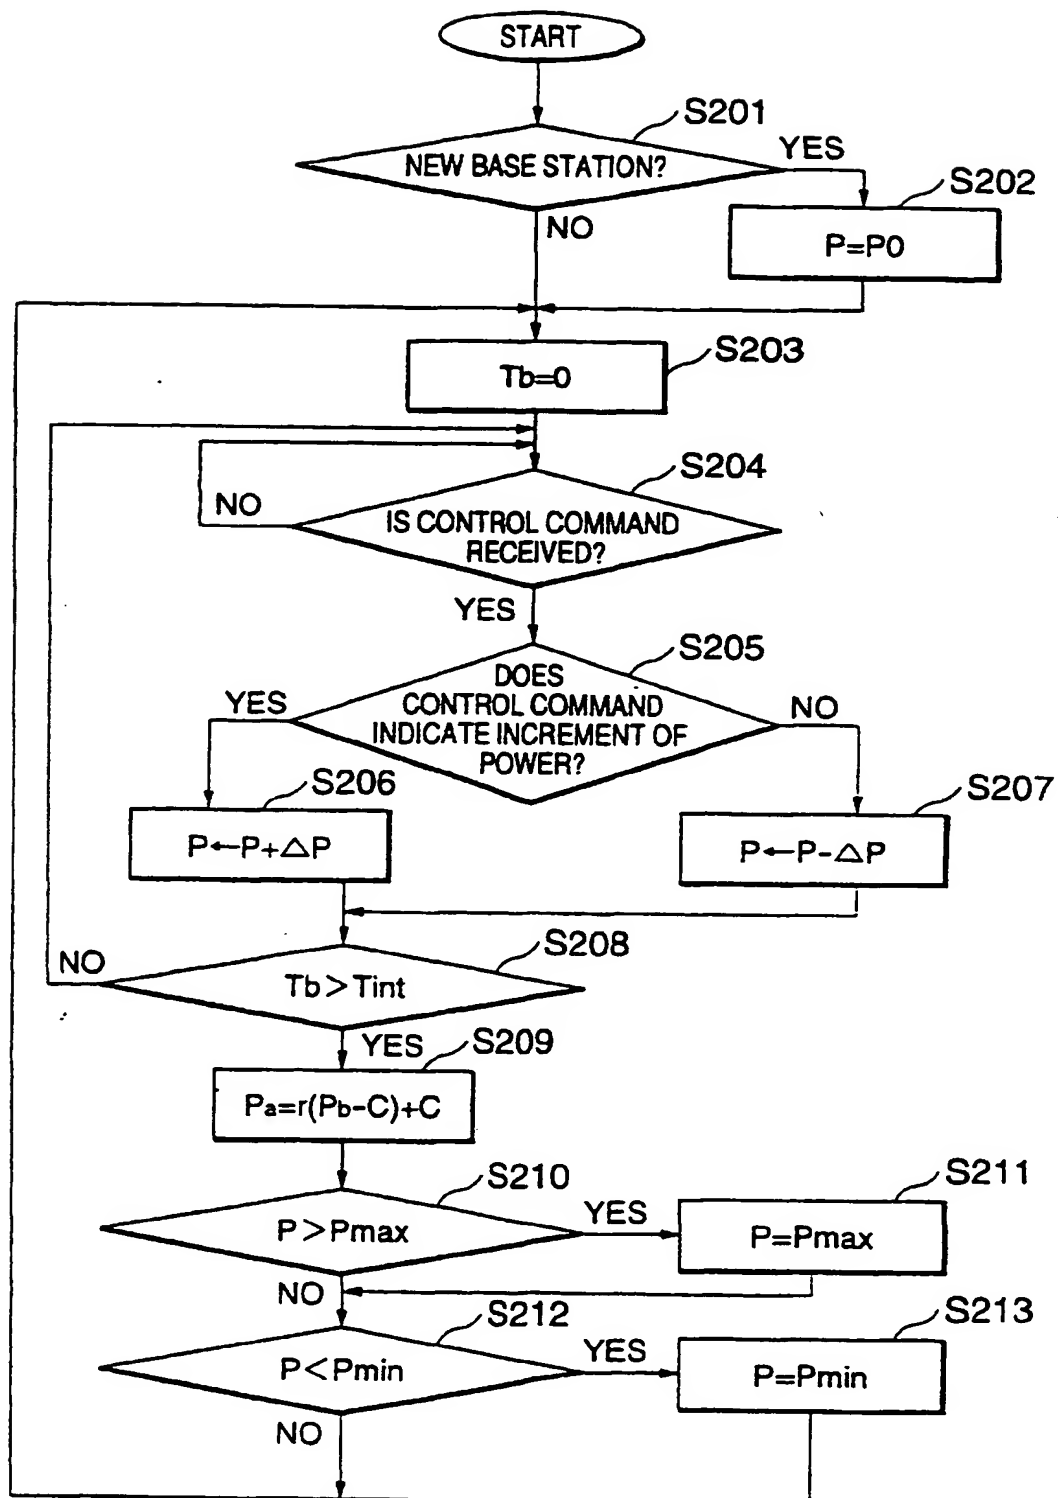 START
S201
NEW BASE STATION?
YES
S202
P=P0
NO
S203
Tb=0
S204
NO
IS CONTROL COMMAND
RECEIVED?
YES
S205
DOES
CONTROL COMMAND
INDICATE INCREMENT OF
POWER?
YES
NO
S206
P←P+△P
S207
P←P-△P
S208
NO
Tb>Tint
YES
S209
Pa=r(Pb-C)+C
S210
P>Pmax
YES
S211
P=Pmax
NO
S212
P<Pmin
YES
S213
P=Pmin
NO